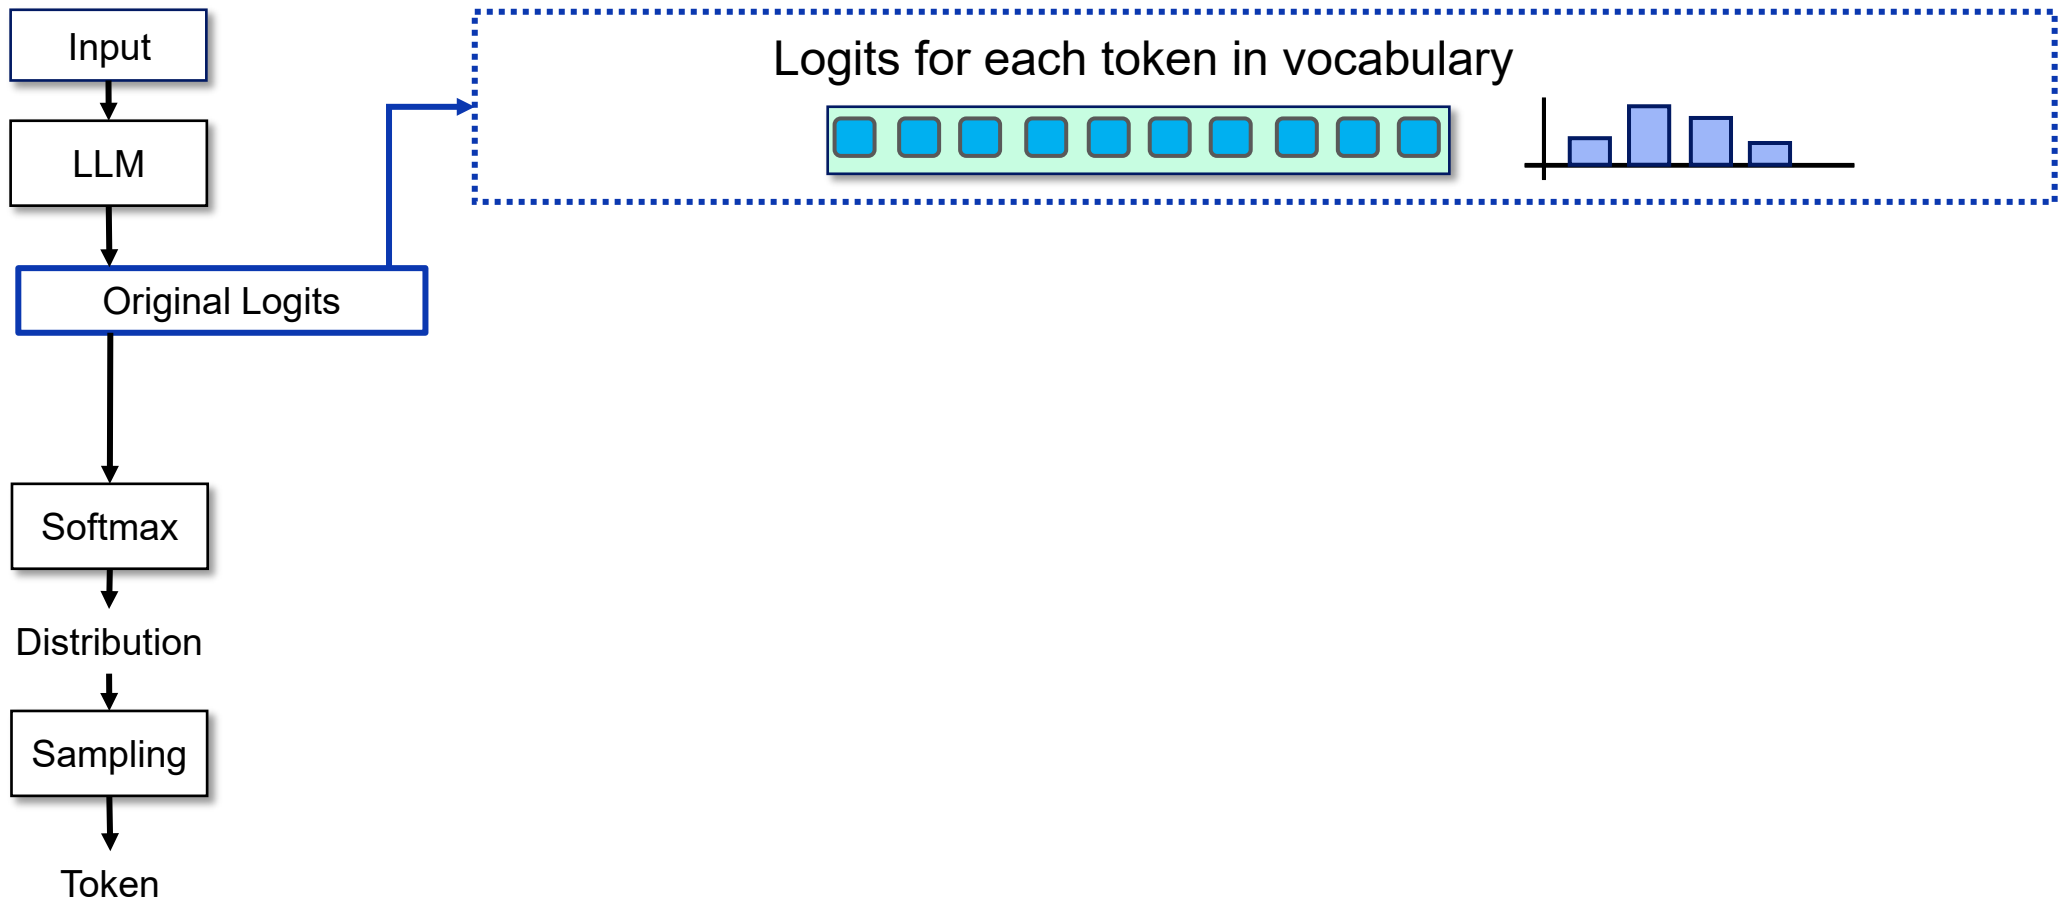 Input
LLM
Original Logits
Softmax
Distribution
Sampling
Token
Logits for each token in vocabulary